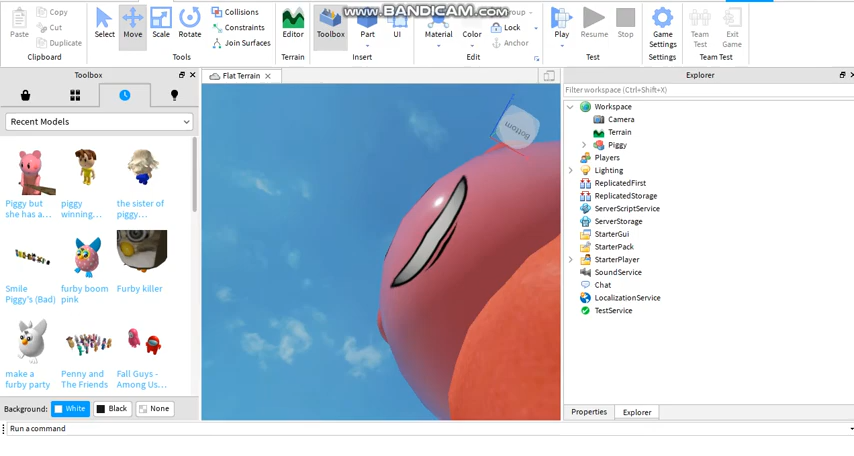 www.BANDICAM.com
Copy
Cut
Duplicate
Paste
Clipboard
Select
Move
Scale
Rotate
Collisions
Constraints
Join Surfaces
Tools
Editor
Terrain
Toolbox
Part
UI
Insert
Material
Color
Group
Lock
Anchor
Edit
Play
Resume
Stop
Test
Game
Settings
Settings
Team
Test
Exit
Game
Team Test
Toolbox
Flat Terrain
Explorer
Filter workspace (Ctrl+Shift+X)
Recent Models
Piggy but
she has a...
piggy
winning...
the sister of
piggy...
Smile
Piggy's (Bad)
furby boom
pink
Furby killer
make a
furby party
Penny and
The Friends
Fall Guys -
Among Us...
Background:
White
Black
None
Bottom
Workspace
Camera
Terrain
Piggy
Players
Lighting
ReplicatedFirst
ReplicatedStorage
ServerScriptService
ServerStorage
StarterGui
StarterPack
StarterPlayer
SoundService
Chat
LocalizationService
TestService
Properties
Explorer
Run a command